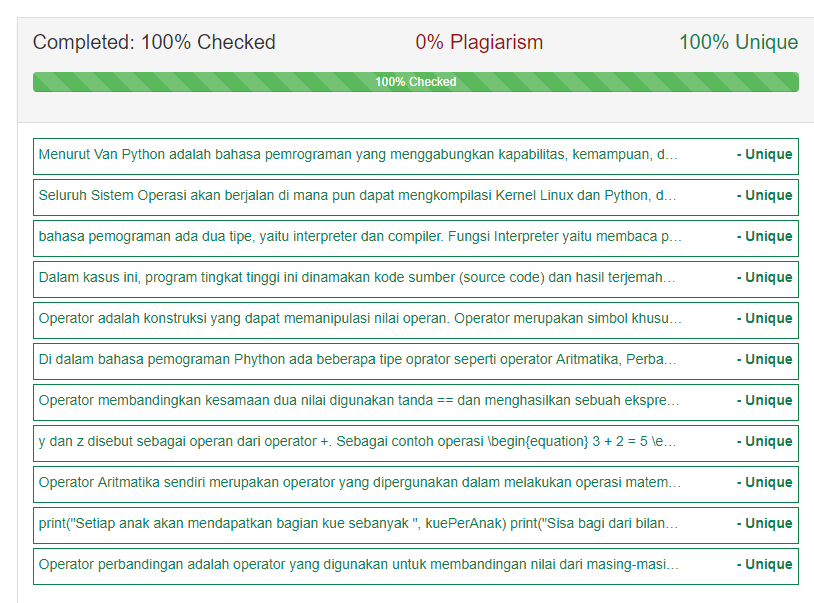 Completed: 100% Checked 0% Plagiarism 100% Unique
100% Checked
Menurut Van Python adalah bahasa pemrograman yang menggabungkan kapabilitas, kemampuan, d... - Unique
Seluruh Sistem Operasi akan berjalan di mana pun dapat mengkompilasi Kernel Linux dan Python, d... - Unique
bahasa pemograman ada dua tipe, yaitu interpreter dan compiler. Fungsi Interpreter yaitu membaca p... - Unique
Dalam kasus ini, program tingkat tinggi ini dinamakan kode sumber (source code) dan hasil terjemah... - Unique
Operator adalah konstruksi yang dapat memanipulasi nilai operan. Operator merupakan simbol khusu... - Unique
Di dalam bahasa pemograman Phython ada beberapa tipe oprator seperti operator Aritmatika, Perba... - Unique
Operator membandingkan kesamaan dua nilai digunakan tanda == dan menghasilkan sebuah ekspre... - Unique
y dan z disebut sebagai operan dari operator +. Sebagai contoh operasi \begin{equation} 3 + 2 = 5 \e... - Unique
Operator Aritmatika sendiri merupakan operator yang dipergunakan dalam melakukan operasi matem... - Unique
print("Setiap anak akan mendapatkan bagian kue sebanyak ", kuePerAnak) print("Sisa bagi dari bilan... - Unique
Operator perbandingan adalah operator yang digunakan untuk membandingan nilai dari masing-masi... - Unique